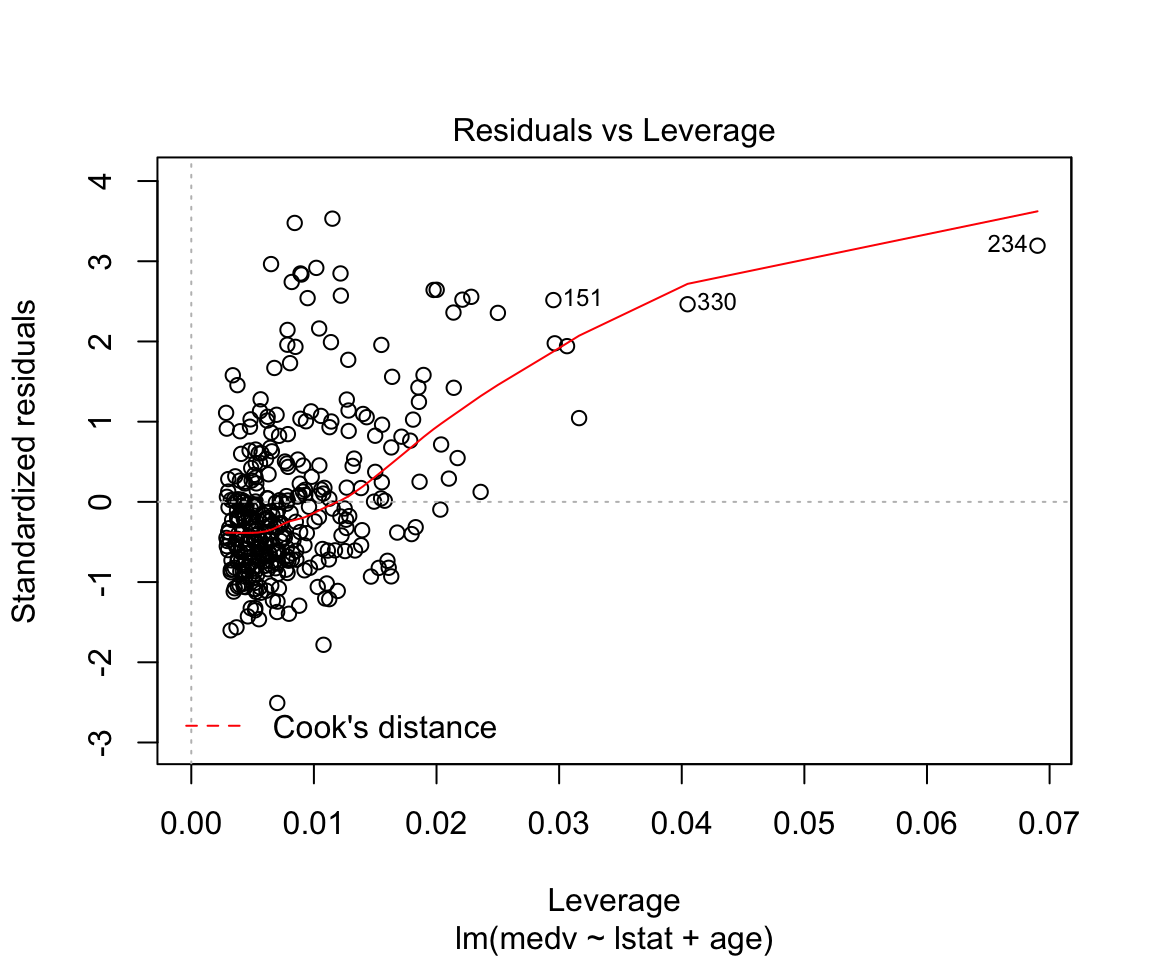 Residuals vs Leverage
Standardized residuals
4
3
2
1
0
-1
-2
-3
234
151
330
Cook's distance
0.00 0.01 0.02 0.03 0.04 0.05 0.06 0.07
Leverage
lm(medv ~ lstat + age)